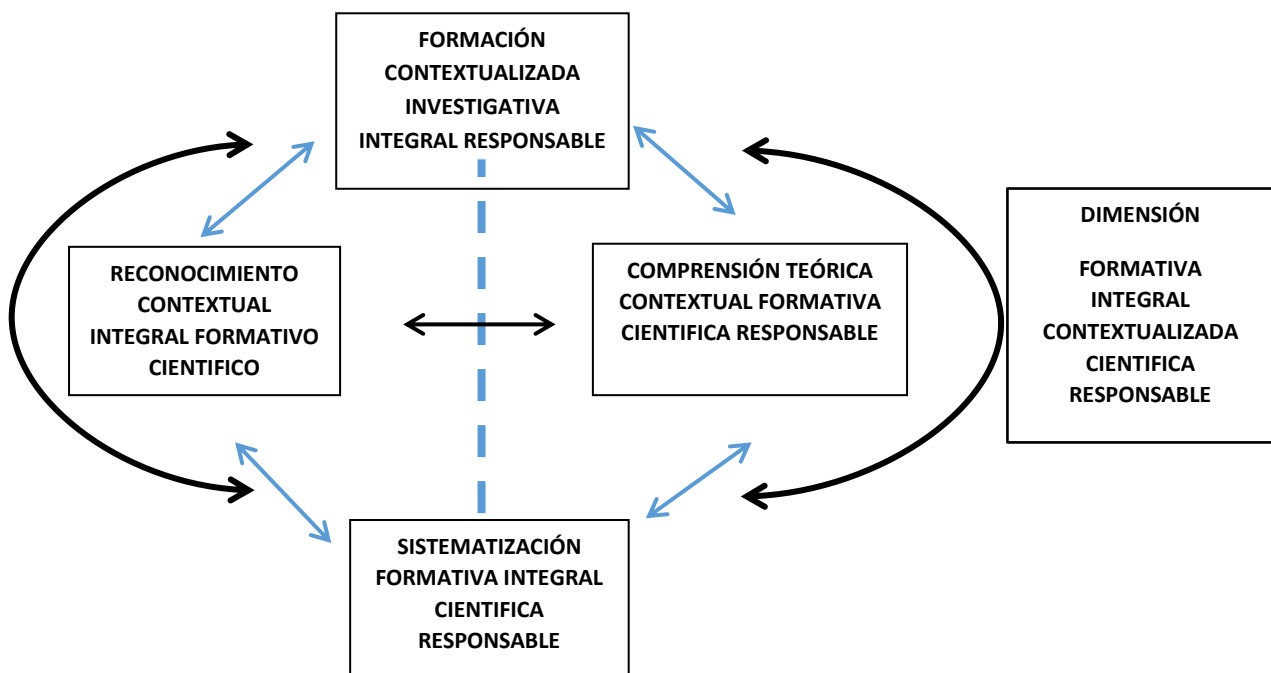 FORMACIÓN
CONTEXTUALIZADA
INVESTIGATIVA
INTEGRAL RESPONSABLE
RECONOCIMIENTO
CONTEXTUAL
INTEGRAL FORMATIVO
CIENTIFICO
COMPRENSIÓN TEÓRICA
CONTEXTUAL FORMATIVA
CIENTIFICA RESPONSABLE
DIMENSIÓN
FORMATIVA
INTEGRAL
CONTEXTUALIZADA
CIENTIFICA
RESPONSABLE
SISTEMATIZACIÓN
FORMATIVA INTEGRAL
CIENTIFICA
RESPONSABLE